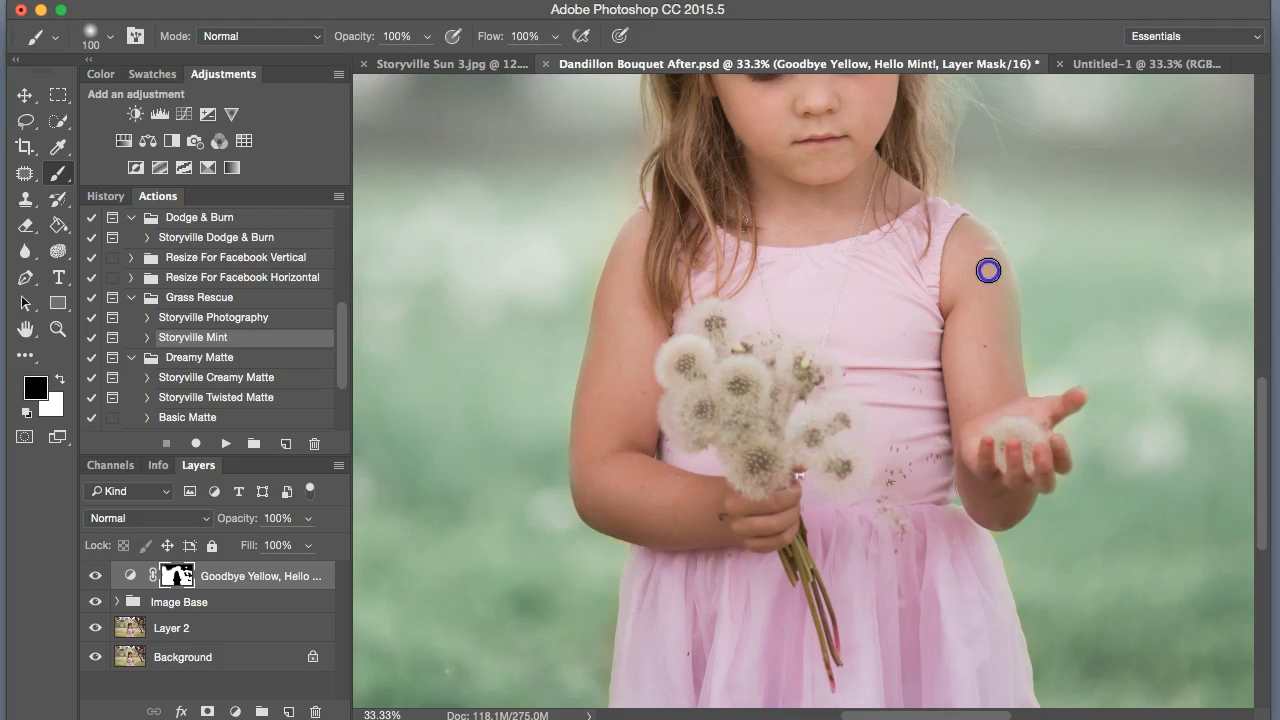 Adobe Photoshop CC 2015.5
100
Mode: Normal
Opacity: 100%
Flow: 100%
Essentials
Storyville Sun 3.jpg @ 12....
Dandillon Bouquet After.psd @ 33.3% (Goodbye Yellow, Hello Mint!, Layer Mask/16) *
Untitled-1 @ 33.3% (RGB...
Color
Swatches
Adjustments
Add an adjustment
History
Actions
Dodge & Burn
Storyville Dodge & Burn
Resize For Facebook Vertical
Resize For Facebook Horizontal
Grass Rescue
Storyville Photography
Storyville Mint
Dreamy Matte
Storyville Creamy Matte
Storyville Twisted Matte
Basic Matte
Channels
Info
Layers
Kind
Normal
Opacity: 100%
Lock:
Fill: 100%
Goodbye Yellow, Hello ...
Image Base
Layer 2
Background
33.33%
Doc: 118.1M/275.0M